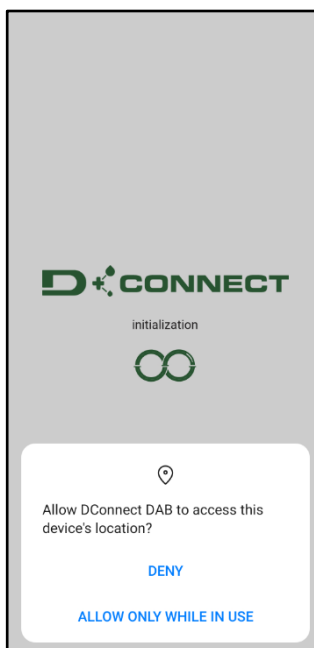 D+CONNECT
initialization
Allow DConnect DAB to access this
device's location?
DENY
ALLOW ONLY WHILE IN USE